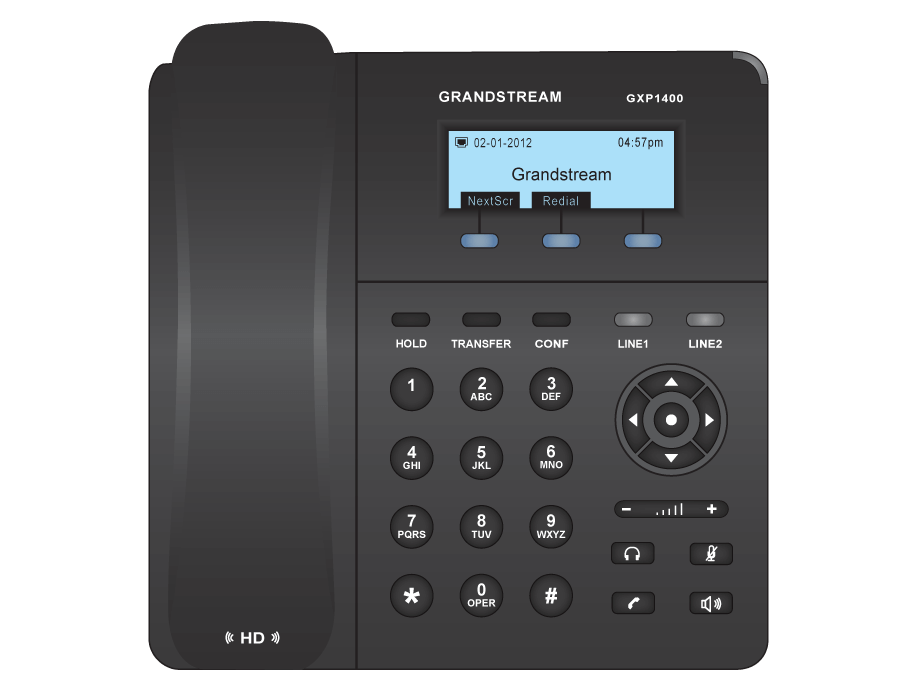 GRANDSTREAM GXP1400
02-01-2012 04:57pm
Grandstream
NextScr Redial
HOLD TRANSFER CONF LINE1 LINE2
1 2 3
ABC DEF
4 5 6
GHI JKL MNO
7 8 9
PQRS TUV WXYZ
* 0 #
OPER
HD